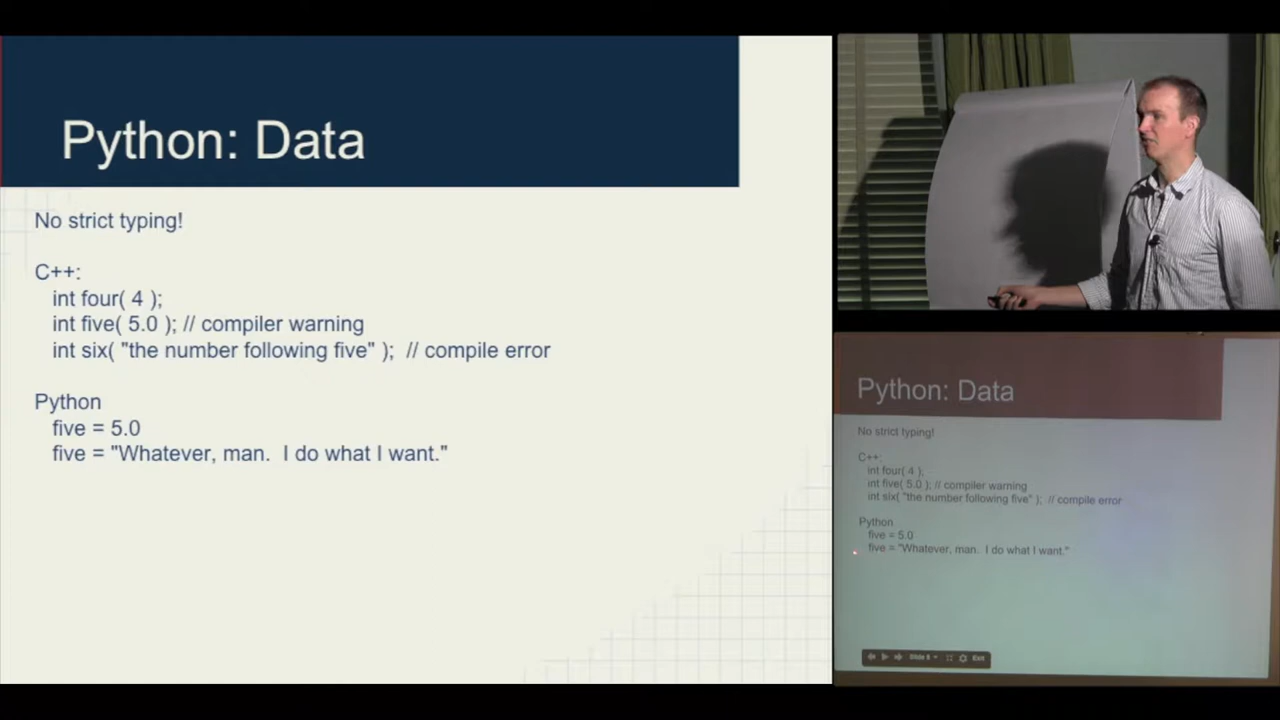 Python: Data
No strict typing!
C++:
int four( 4 );
int five( 5.0 ); // compiler warning
int six( "the number following five" );  // compile error
Python
five = 5.0
five = "Whatever, man.  I do what I want."
Python: Data
No strict typing!
C++:
int four( 4 );
int five( 5.0 ); // compiler warning
int six( "the number following five" );  // compile error
Python
five = 5.0
five = "Whatever, man.  I do what I want."
Slide 8
Exit